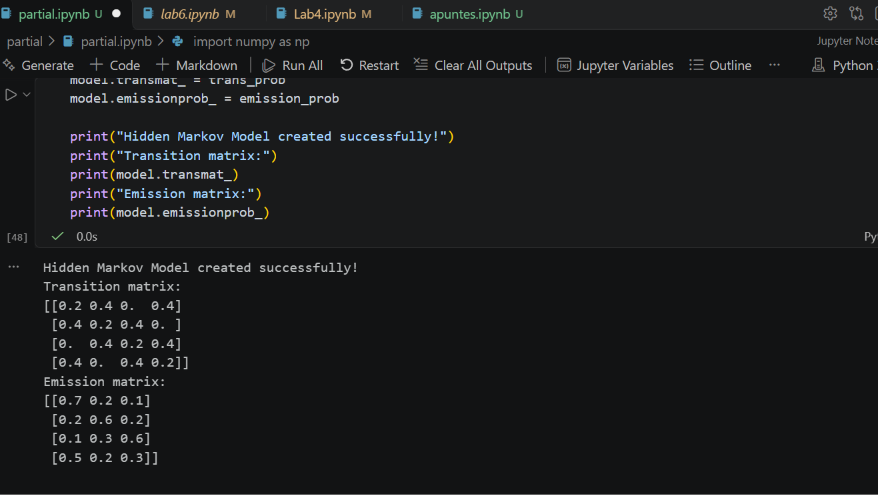 partial.ipynb U lab6.ipynb M Lab4.ipynb M apuntes.ipynb U
partial > partial.ipynb > import numpy as np Jupyter Note
Generate + Code + Markdown Run All Restart Clear All Outputs Jupyter Variables Outline ... Python
model.transmat_ = trans_prob
model.emissionprob_ = emission_prob
print("Hidden Markov Model created successfully!")
print("Transition matrix:")
print(model.transmat_)
print("Emission matrix:")
print(model.emissionprob_)
[48] 0.0s Py
Hidden Markov Model created successfully!
Transition matrix:
[[0.2 0.4 0.  0.4]
 [0.4 0.2 0.4 0. ]
 [0.  0.4 0.2 0.4]
 [0.4 0.  0.4 0.2]]
Emission matrix:
[[0.7 0.2 0.1]
 [0.2 0.6 0.2]
 [0.1 0.3 0.6]
 [0.5 0.2 0.3]]